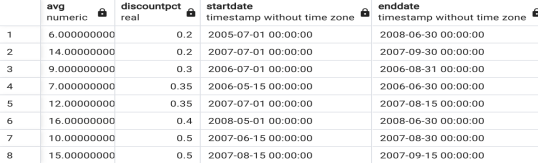 avg discountpct startdate enddate
numeric real timestamp without time zone timestamp without time zone
1 6.000000000 0.2 2005-07-01 00:00:00 2008-06-30 00:00:00
2 14.00000000 0.2 2007-07-01 00:00:00 2007-09-30 00:00:00
3 9.000000000 0.3 2006-07-01 00:00:00 2006-08-31 00:00:00
4 7.000000000 0.35 2006-05-15 00:00:00 2006-06-30 00:00:00
5 12.00000000 0.35 2007-07-01 00:00:00 2007-08-15 00:00:00
6 16.00000000 0.4 2008-05-01 00:00:00 2008-06-30 00:00:00
7 10.00000000 0.5 2007-06-15 00:00:00 2007-08-30 00:00:00
8 15.00000000 0.5 2007-08-15 00:00:00 2007-09-15 00:00:00